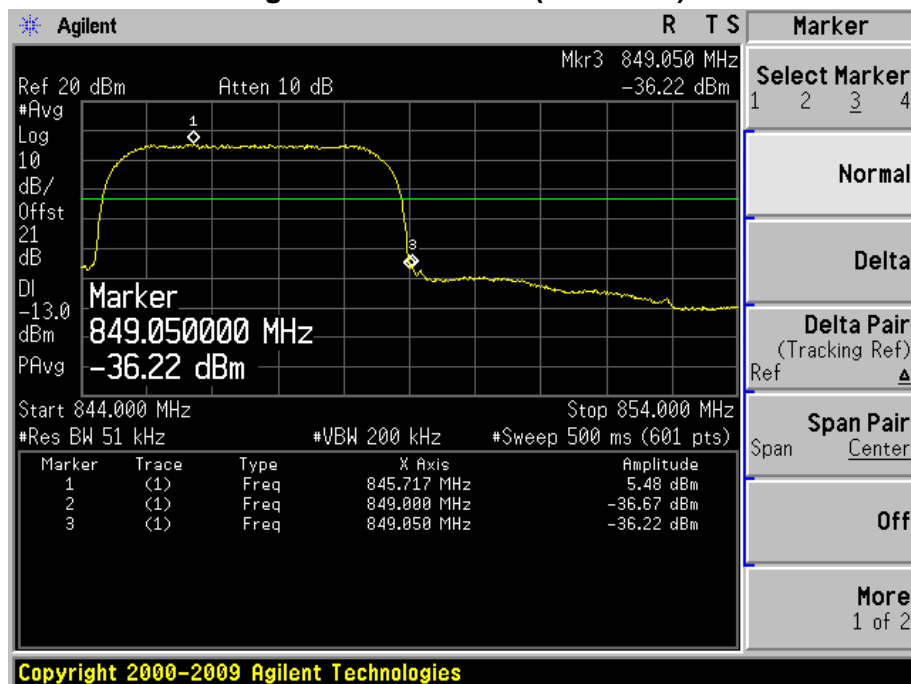 Agilent
R T S
Marker
Mkr3 849.050 MHz
Ref 20 dBm
Atten 10 dB
-36.22 dBm
#Avg
Log
10
dB/
Offst
21
dB
DI
-13.0
dBm
PAvg
1
3
Marker
849.050000 MHz
-36.22 dBm
Start 844.000 MHz
Stop 854.000 MHz
#Res BW 51 kHz
#VBW 200 kHz
#Sweep 500 ms (601 pts)
Marker Trace Type X Axis Amplitude
1 (1) Freq 845.717 MHz 5.48 dBm
2 (1) Freq 849.000 MHz -36.67 dBm
3 (1) Freq 849.050 MHz -36.22 dBm
Select Marker
1 2 3 4
Normal
Delta
Delta Pair
(Tracking Ref)
Ref Δ
Span Pair
Span Center
Off
More
1 of 2
Copyright 2000-2009 Agilent Technologies